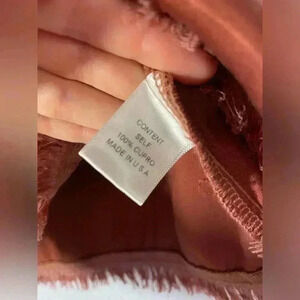 CONTENT
SELF
100% CUPRO
MADE IN U S A